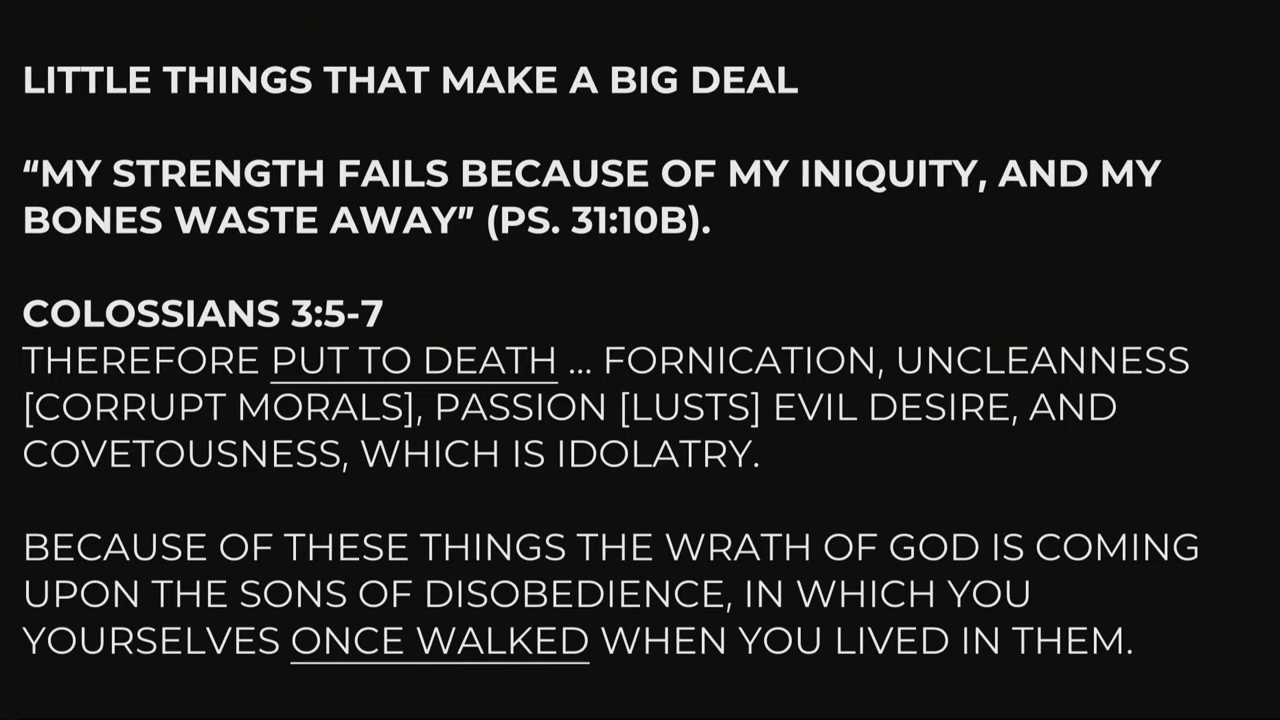 LITTLE THINGS THAT MAKE A BIG DEAL
“MY STRENGTH FAILS BECAUSE OF MY INIQUITY, AND MY
BONES WASTE AWAY” (PS. 31:10B).
COLOSSIANS 3:5-7
THEREFORE PUT TO DEATH ... FORNICATION, UNCLEANNESS
[CORRUPT MORALS], PASSION [LUSTS] EVIL DESIRE, AND
COVETOUSNESS, WHICH IS IDOLATRY.
BECAUSE OF THESE THINGS THE WRATH OF GOD IS COMING
UPON THE SONS OF DISOBEDIENCE, IN WHICH YOU
YOURSELVES ONCE WALKED WHEN YOU LIVED IN THEM.